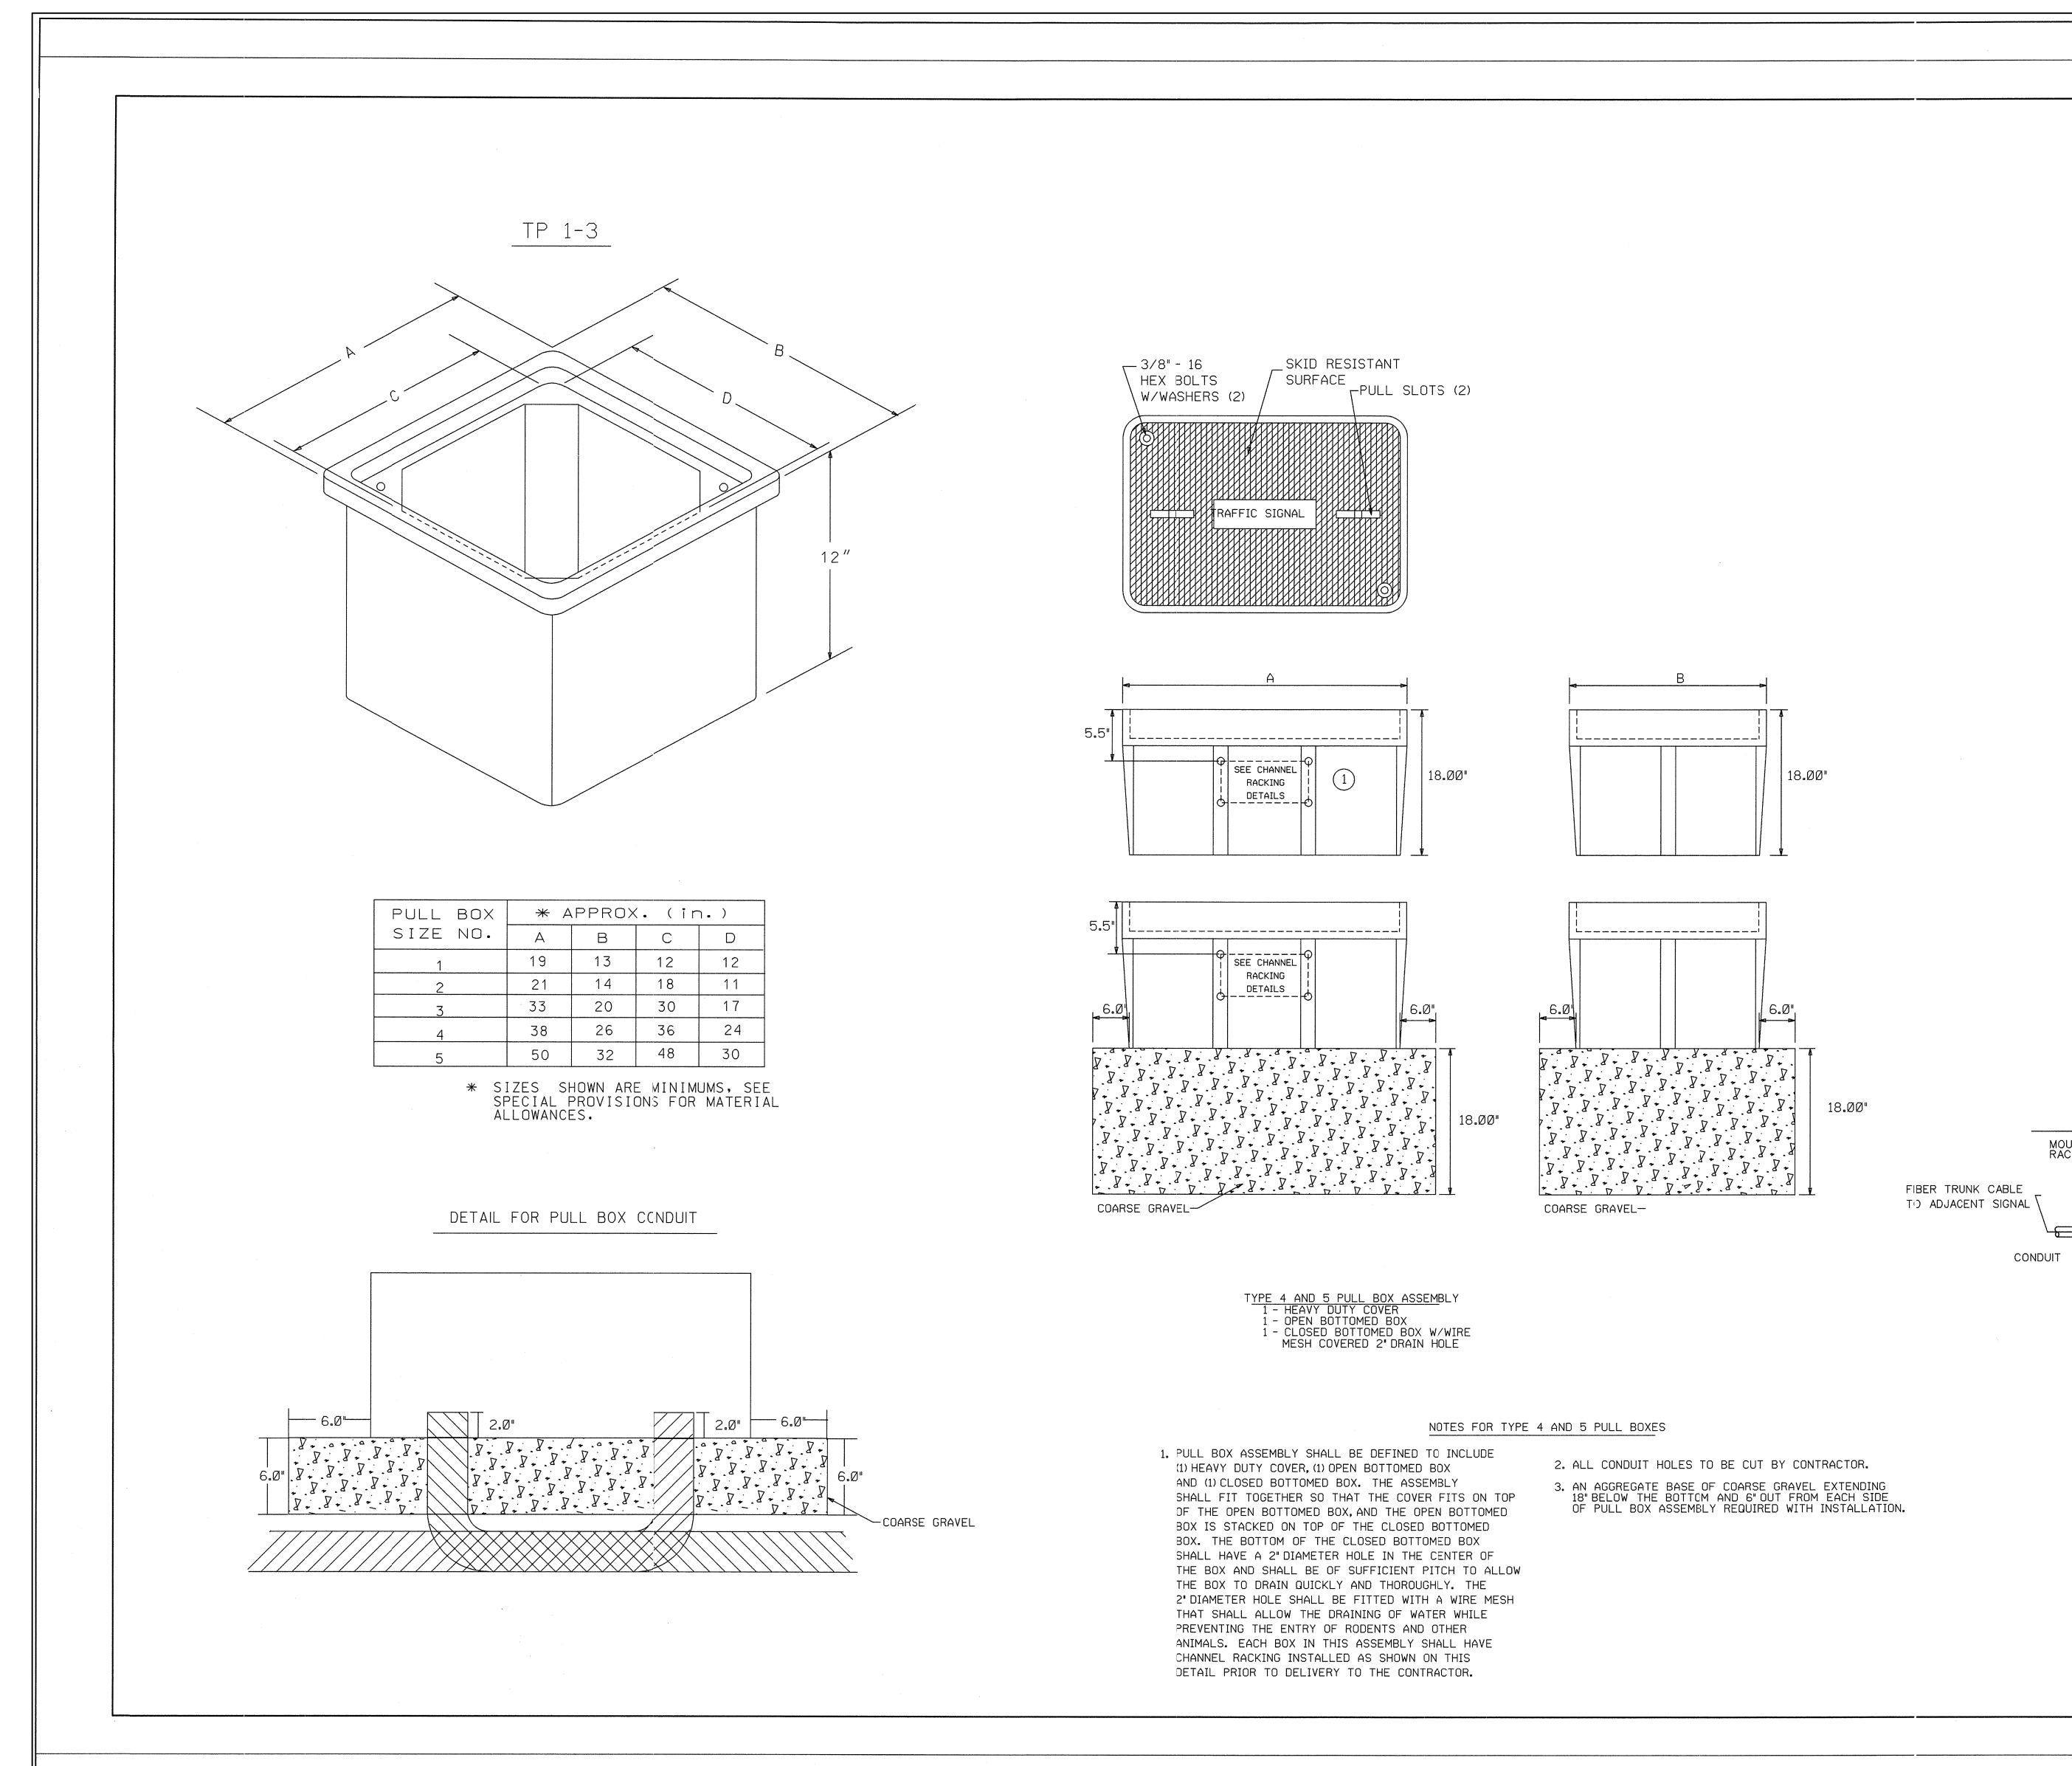 TP 1-3
A
B
C
D
12"
PULL BOX
SIZE NO.
* APPROX. (in.)
A B C D
1 19 13 12 12
2 21 14 18 11
3 33 20 30 17
4 38 26 36 24
5 50 32 48 30
* SIZES SHOWN ARE MINIMUMS, SEE
SPECIAL PROVISIONS FOR MATERIAL
ALLOWANCES.
DETAIL FOR PULL BOX CONDUIT
6.0"
2.0"
2.0"
6.0"
6.0"
6.0"
COARSE GRAVEL
3/8" - 16
HEX BOLTS
W/WASHERS (2)
SKID RESISTANT
SURFACE
PULL SLOTS (2)
TRAFFIC SIGNAL
A
B
5.5"
SEE CHANNEL
RACKING
DETAILS
1
18.00"
18.00"
5.5"
SEE CHANNEL
RACKING
DETAILS
6.0"
6.0"
6.0"
6.0"
18.00"
18.00"
COARSE GRAVEL
COARSE GRAVEL
TYPE 4 AND 5 PULL BOX ASSEMBLY
1 - HEAVY DUTY COVER
1 - OPEN BOTTOMED BOX
1 - CLOSED BOTTOMED BOX W/WIRE
MESH COVERED 2" DRAIN HOLE
NOTES FOR TYPE 4 AND 5 PULL BOXES
1. PULL BOX ASSEMBLY SHALL BE DEFINED TO INCLUDE
(1) HEAVY DUTY COVER, (1) OPEN BOTTOMED BOX
AND (1) CLOSED BOTTOMED BOX. THE ASSEMBLY
SHALL FIT TOGETHER SO THAT THE COVER FITS ON TOP
OF THE OPEN BOTTOMED BOX, AND THE OPEN BOTTOMED
BOX IS STACKED ON TOP OF THE CLOSED BOTTOMED
BOX. THE BOTTOM OF THE CLOSED BOTTOMED BOX
SHALL HAVE A 2" DIAMETER HOLE IN THE CENTER OF
THE BOX AND SHALL BE OF SUFFICIENT PITCH TO ALLOW
THE BOX TO DRAIN QUICKLY AND THOROUGHLY. THE
2" DIAMETER HOLE SHALL BE FITTED WITH A WIRE MESH
THAT SHALL ALLOW THE DRAINING OF WATER WHILE
PREVENTING THE ENTRY OF RODENTS AND OTHER
ANIMALS. EACH BOX IN THIS ASSEMBLY SHALL HAVE
CHANNEL RACKING INSTALLED AS SHOWN ON THIS
DETAIL PRIOR TO DELIVERY TO THE CONTRACTOR.
2. ALL CONDUIT HOLES TO BE CUT BY CONTRACTOR.
3. AN AGGREGATE BASE OF COARSE GRAVEL EXTENDING
18" BELOW THE BOTTOM AND 6" OUT FROM EACH SIDE
OF PULL BOX ASSEMBLY REQUIRED WITH INSTALLATION.
MOU
RAC
FIBER TRUNK CABLE
TO ADJACENT SIGNAL
CONDUIT